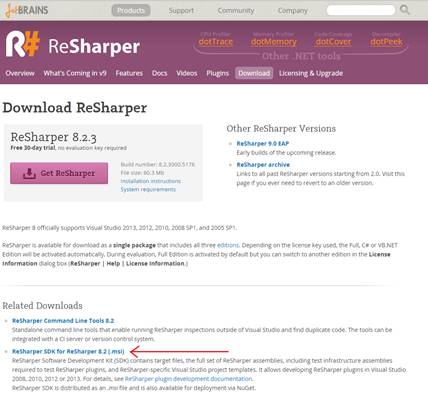 JetBRAINS
Products Support Community Company
R# ReSharper
CPU Profiler Memory Profiler Code Coverage Decompiler
dotTrace dotMemory dotCover dotPeek
Other .NET tools
Overview What's Coming in v9 Features Docs Videos Plugins Download Licensing & Upgrade
Download ReSharper
ReSharper 8.2.3
Free 30-day trial, no evaluation key required
Get ReSharper
Build number: 8.2.3000.5176
File size: 60.3 Mb
Installation instructions
System requirements
Other ReSharper Versions
ReSharper 9.0 EAP
Early builds of the upcoming release.
ReSharper archive
Links to all past ReSharper versions starting from 2.0. Visit this
page if you ever need to revert to an older version.
ReSharper 8 officially supports Visual Studio 2013, 2012, 2010, 2008 SP1, and 2005 SP1.
ReSharper is available for download as a single package that includes all three editions. Depending on the license key used, the Full, C# or VB.NET
Edition will be activated automatically. During evaluation, Full Edition is activated by default but you can switch to another edition in the License
Information dialog box (ReSharper | Help | License Information.)
Related Downloads
ReSharper Command Line Tools 8.2
Standalone command line tools that enable running ReSharper inspections outside of Visual Studio and find duplicate code. The tools can be
integrated with a CI server or version control system.
ReSharper SDK for ReSharper 8.2 (.msi)
ReSharper Software Development Kit (SDK) contains target files, the full set of ReSharper assemblies, including test infrastructure assemblies
required to test ReSharper plugins, and ReSharper-specific Visual Studio project templates. It allows developing ReSharper plugins in Visual Studio
2008, 2010, 2012 or 2013. For details, see ReSharper plugin development documentation.
ReSharper SDK is distributed as an .msi file and is also available for deployment via NuGet.